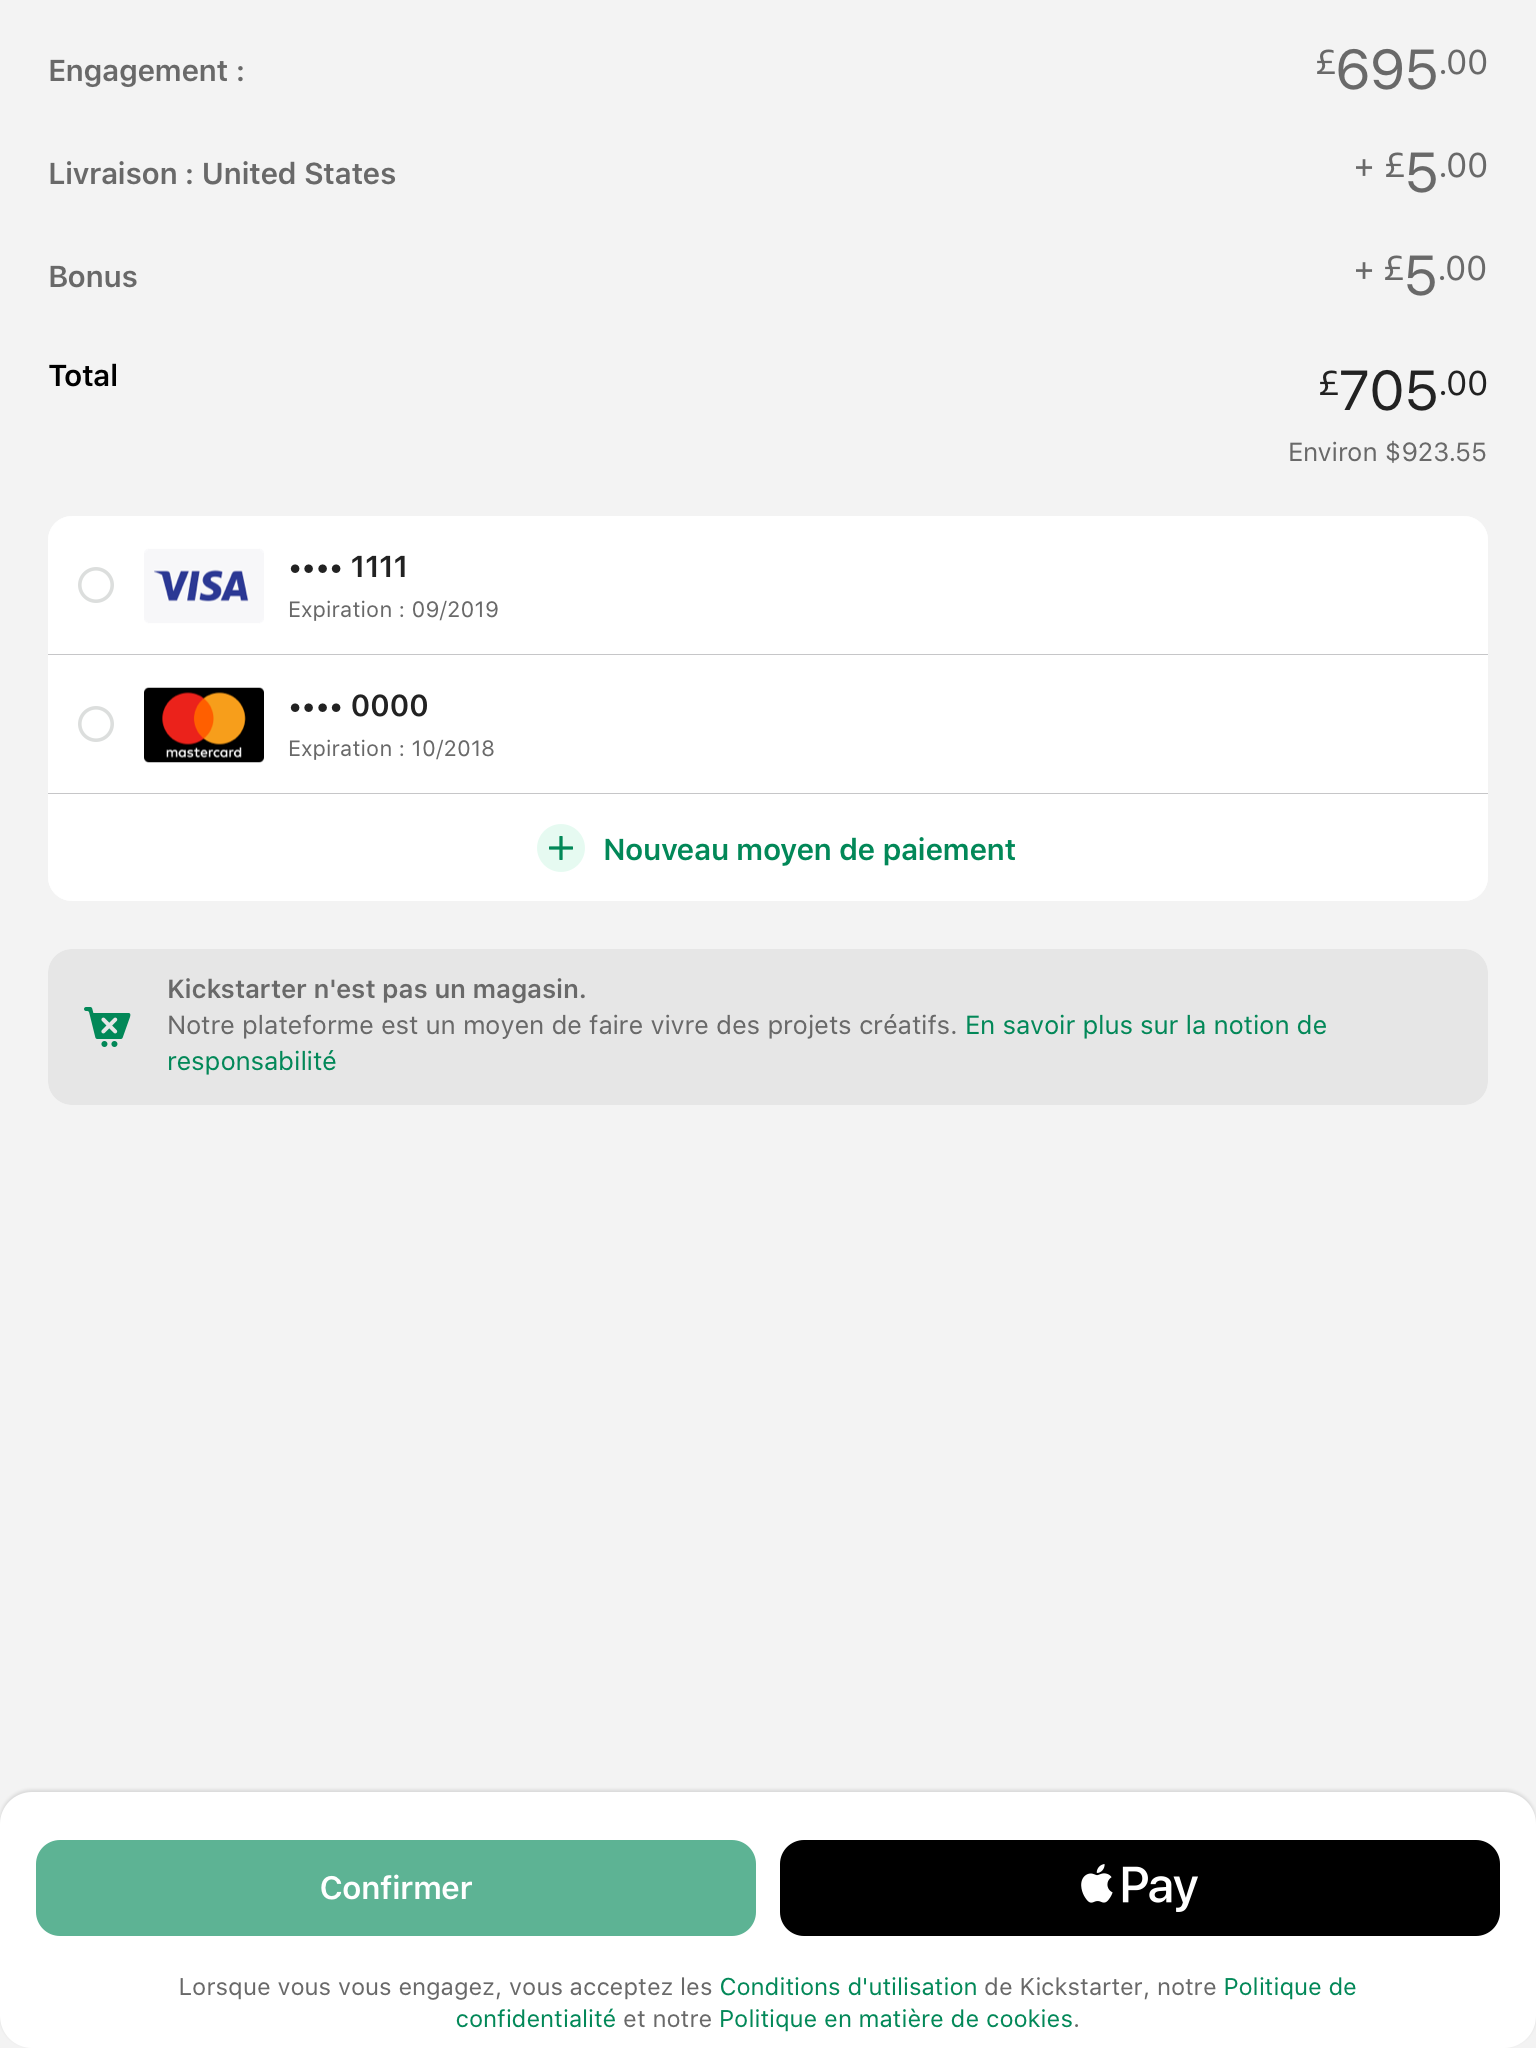 Engagement : £695.00
Livraison : United States + £5.00
Bonus + £5.00
Total £705.00
Environ $923.55
VISA •••• 1111
Expiration : 09/2019
mastercard •••• 0000
Expiration : 10/2018
+ Nouveau moyen de paiement
Kickstarter n'est pas un magasin.
Notre plateforme est un moyen de faire vivre des projets créatifs. En savoir plus sur la notion de
responsabilité
Confirmer Pay
Lorsque vous vous engagez, vous acceptez les Conditions d'utilisation de Kickstarter, notre Politique de
confidentialité et notre Politique en matière de cookies.